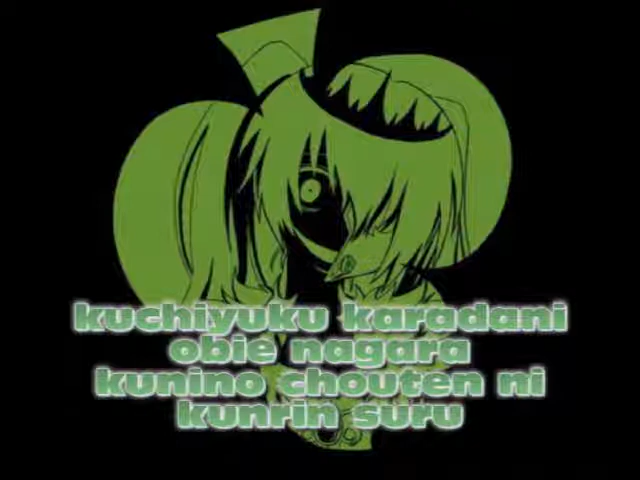 kuchiyuku karadani
obie nagara
kunino chouten ni
kunrin suru